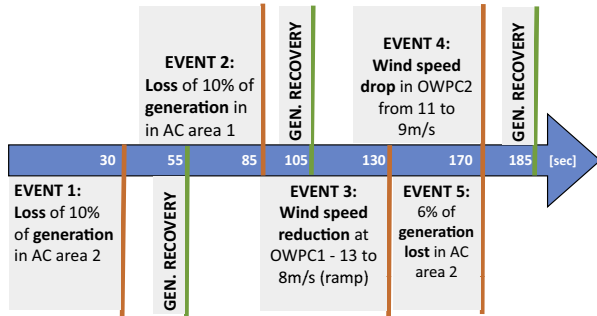 EVENT 2:
Loss of 10% of
generation in
in AC area 1
GEN. RECOVERY
EVENT 4:
Wind speed
drop in OWPC2
from 11 to
9m/s
GEN. RECOVERY
30 55 85 105 130 170 185 [sec]
EVENT 1:
Loss of 10%
of generation
in AC area 2
GEN. RECOVERY
EVENT 3:
Wind speed
reduction at
OWPC1 - 13 to
8m/s (ramp)
EVENT 5:
6% of
generation
lost in AC
area 2